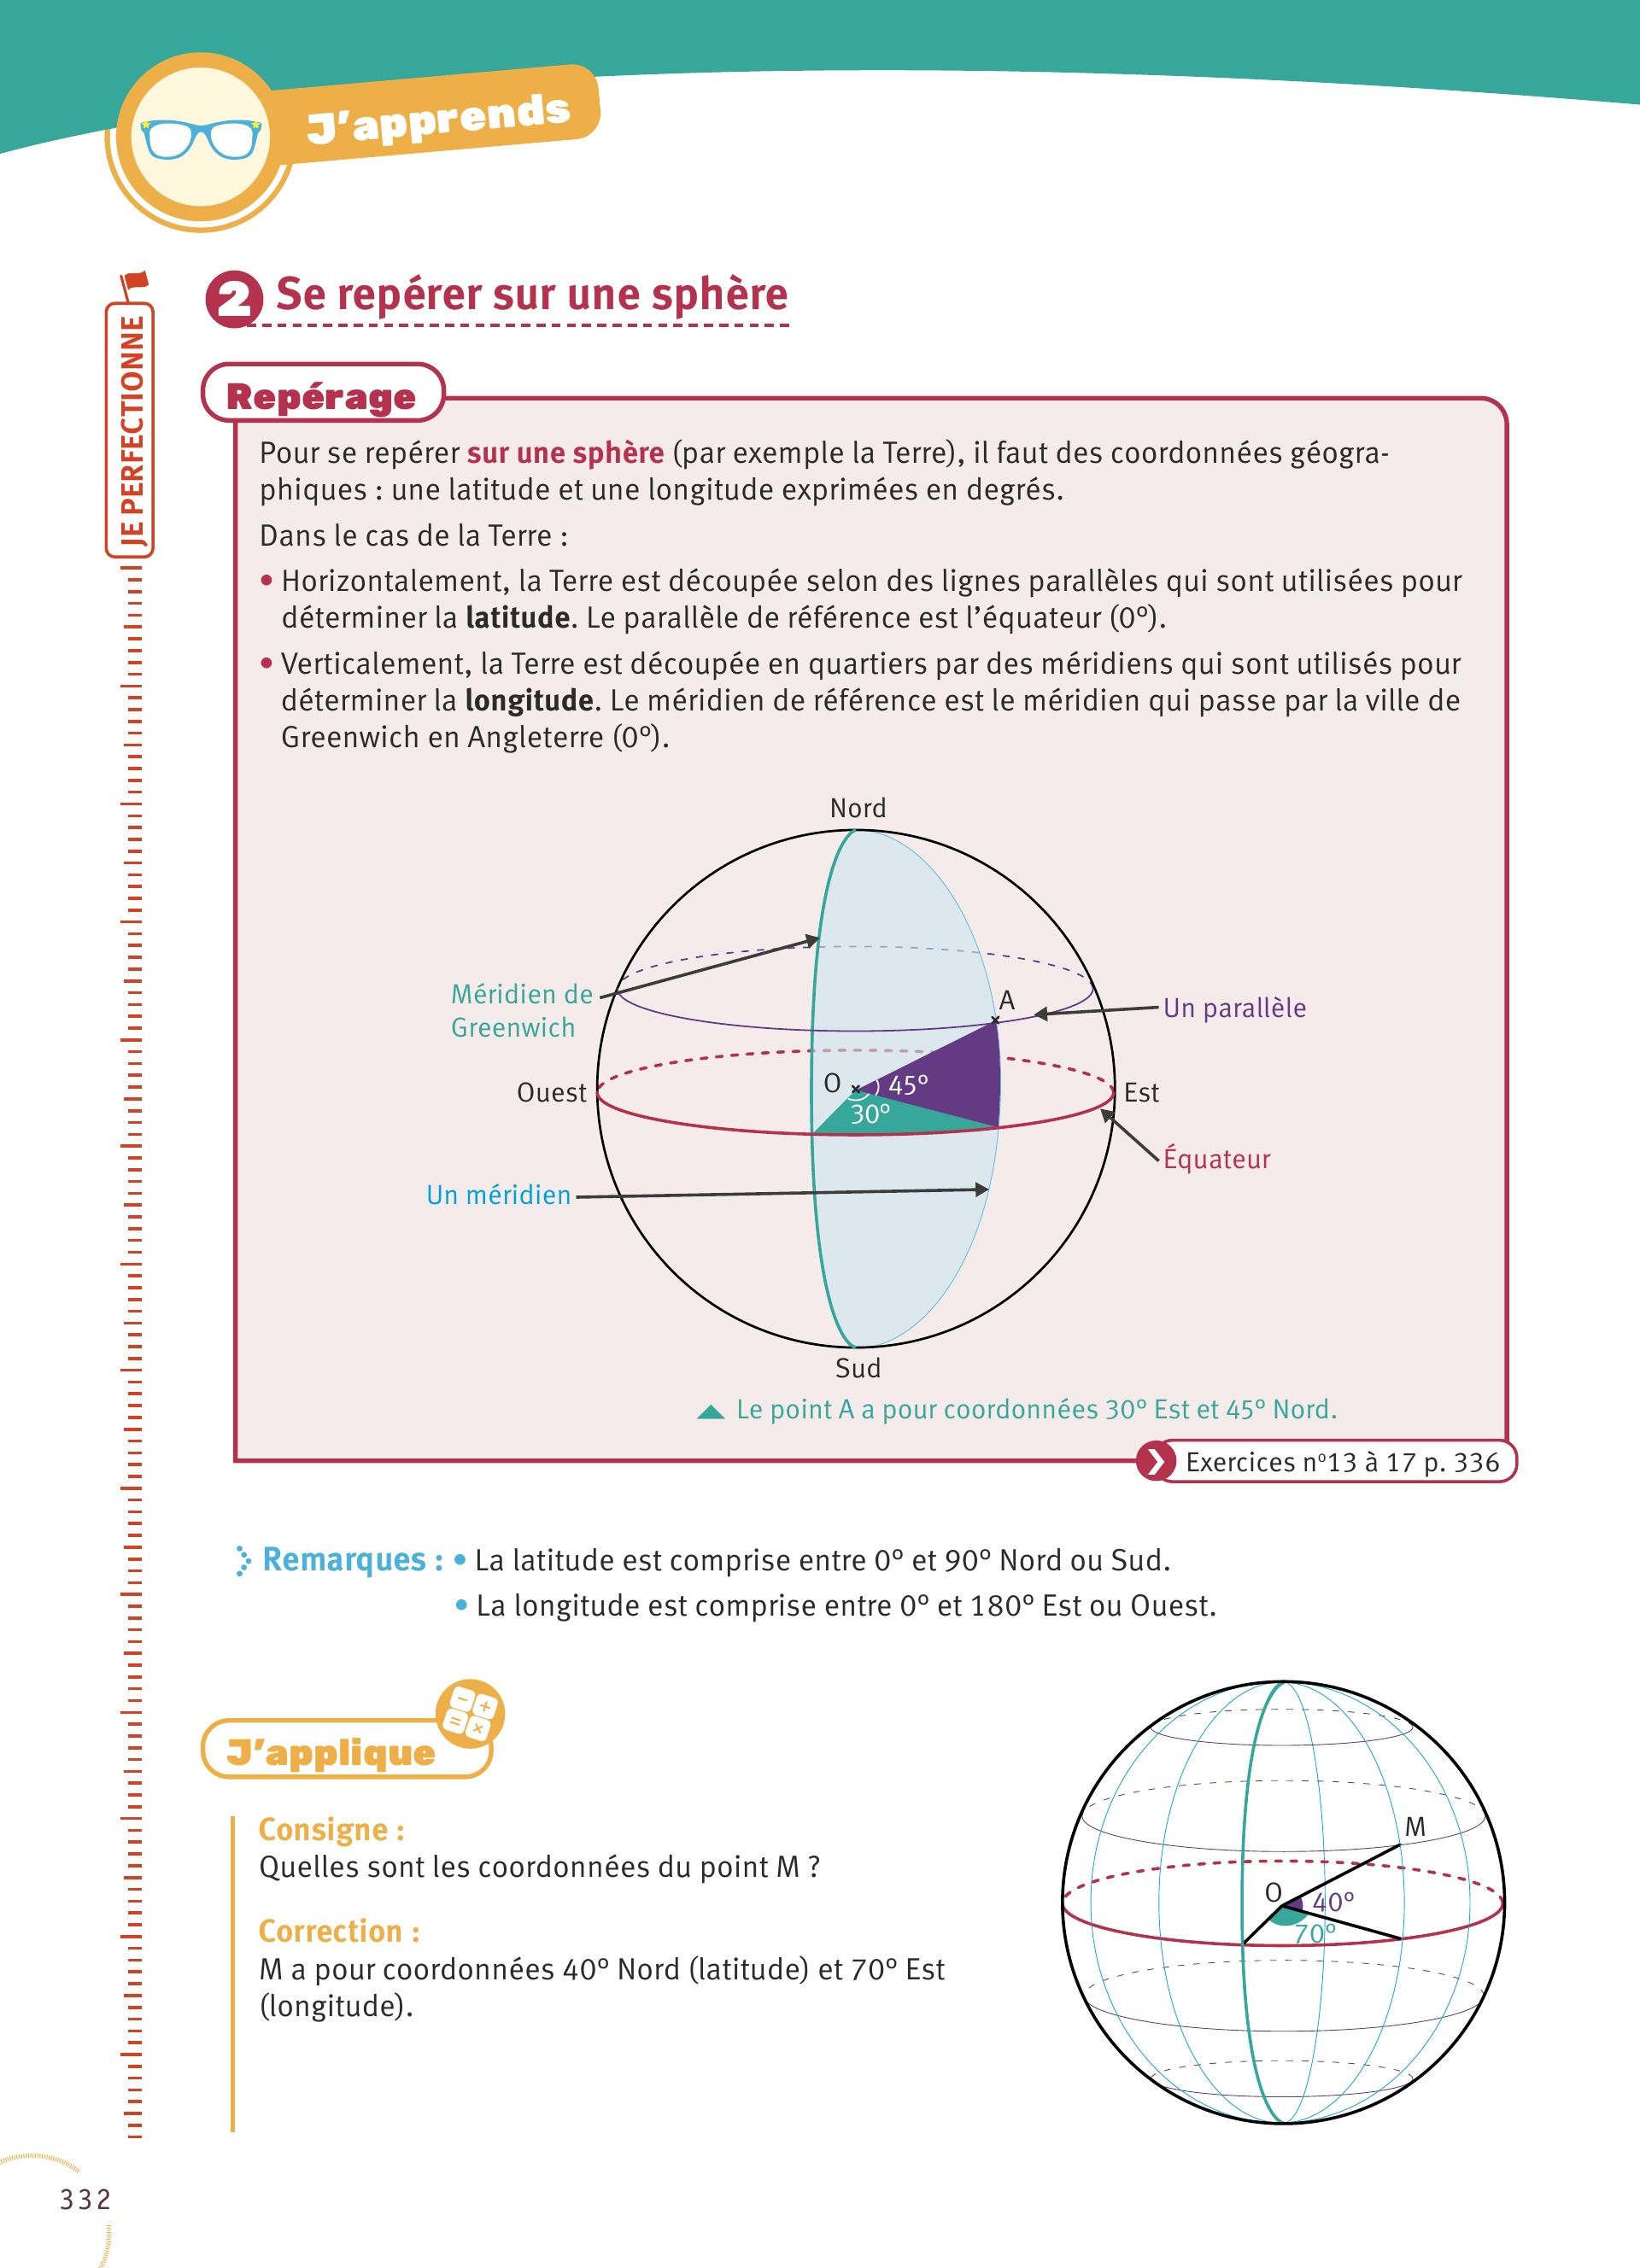 J'apprends
JE PERFECTIONNE
2 Se repérer sur une sphère
Repérage
Pour se repérer sur une sphère (par exemple la Terre), il faut des coordonnées géogra-
phiques : une latitude et une longitude exprimées en degrés.
Dans le cas de la Terre :
• Horizontalement, la Terre est découpée selon des lignes parallèles qui sont utilisées pour
déterminer la latitude. Le parallèle de référence est l'équateur (0°).
• Verticalement, la Terre est découpée en quartiers par des méridiens qui sont utilisés pour
déterminer la longitude. Le méridien de référence est le méridien qui passe par la ville de
Greenwich en Angleterre (0°).
Nord
Méridien de
Greenwich
A
Un parallèle
Ouest
O
45°
30°
Est
Équateur
Un méridien
Sud
Le point A a pour coordonnées 30° Est et 45° Nord.
Exercices n°13 à 17 p. 336
Remarques : • La latitude est comprise entre 0° et 90° Nord ou Sud.
• La longitude est comprise entre 0° et 180° Est ou Ouest.
J'applique
− + = ×
Consigne :
Quelles sont les coordonnées du point M ?
Correction :
M a pour coordonnées 40° Nord (latitude) et 70° Est
(longitude).
M
O
40°
70°
332